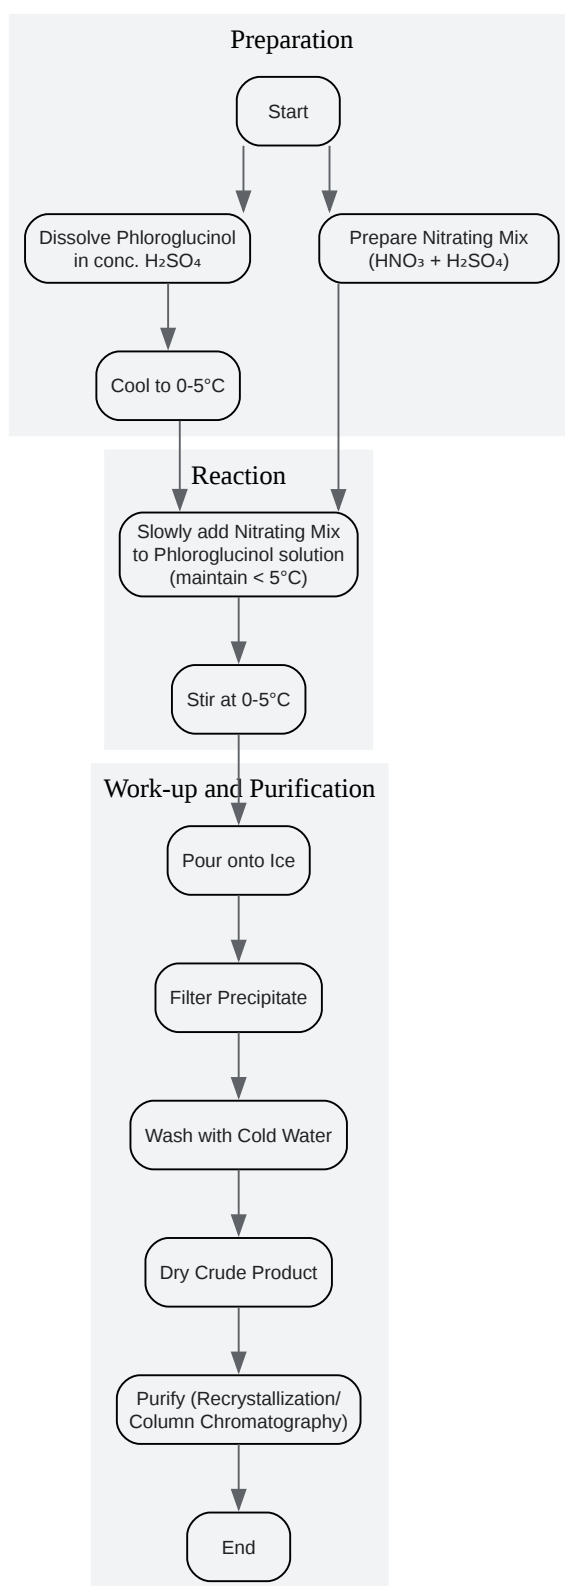 Preparation
Start
Dissolve Phloroglucinol
in conc. H₂SO₄
Prepare Nitrating Mix
(HNO₃ + H₂SO₄)
Cool to 0-5°C
Reaction
Slowly add Nitrating Mix
to Phloroglucinol solution
(maintain < 5°C)
Stir at 0-5°C
Work-up and Purification
Pour onto Ice
Filter Precipitate
Wash with Cold Water
Dry Crude Product
Purify (Recrystallization/
Column Chromatography)
End